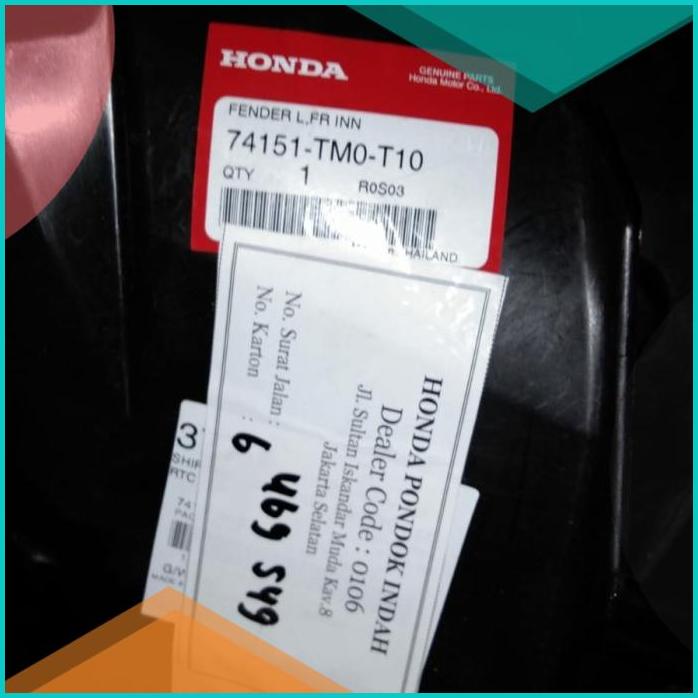 HONDA
GENUINE PARTS
Honda Motor Co., Ltd.
FENDER L,FR INN
74151-TM0-T10
QTY 1 R0S03
THAILAND
HONDA PONDOK INDAH
Dealer Code : 0106
Jl. Sultan Iskandar Muda Kav.8
Jakarta Selatan
No. Surat Jalan : 469 549
No. Karton : 6